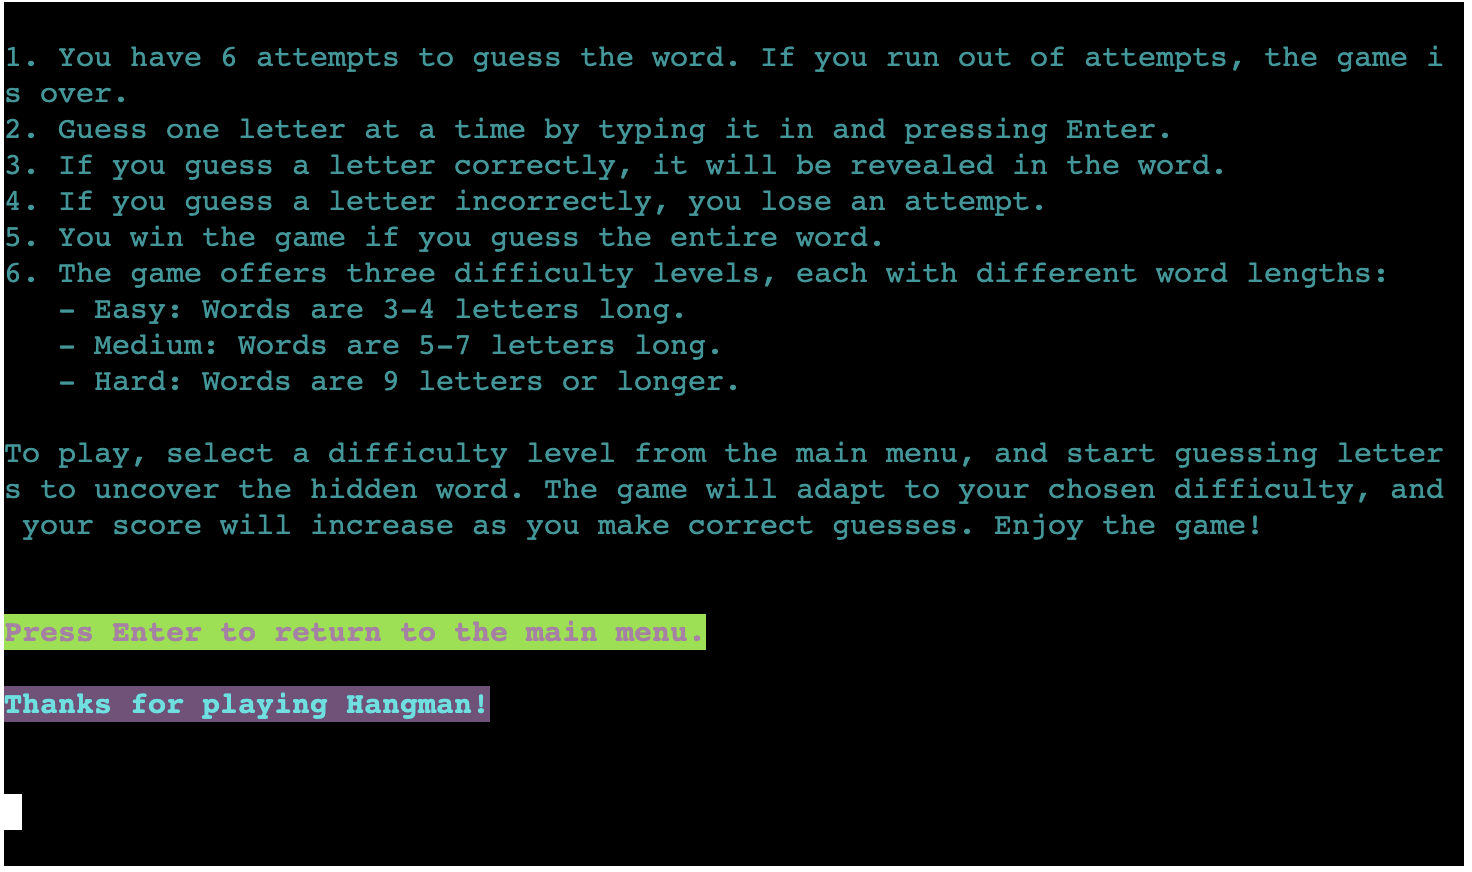 1. You have 6 attempts to guess the word. If you run out of attempts, the game i
s over.
2. Guess one letter at a time by typing it in and pressing Enter.
3. If you guess a letter correctly, it will be revealed in the word.
4. If you guess a letter incorrectly, you lose an attempt.
5. You win the game if you guess the entire word.
6. The game offers three difficulty levels, each with different word lengths:
   - Easy: Words are 3-4 letters long.
   - Medium: Words are 5-7 letters long.
   - Hard: Words are 9 letters or longer.
To play, select a difficulty level from the main menu, and start guessing letter
s to uncover the hidden word. The game will adapt to your chosen difficulty, and
 your score will increase as you make correct guesses. Enjoy the game!
Press Enter to return to the main menu.
Thanks for playing Hangman!